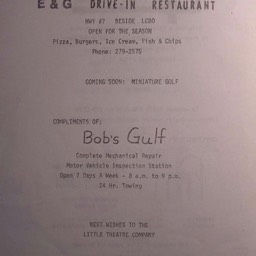 E & G DRIVE-IN RESTAURANT
HWY #7 BESIDE LCBO
OPEN FOR THE SEASON
Pizza, Burgers, Ice Cream, Fish & Chips
Phone: 279-2575
COMING SOON: MINIATURE GOLF
COMPLIMENTS OF:
Bob's Gulf
Complete Mechanical Repair
Motor Vehicle Inspection Station
Open 7 Days A Week - 8 a.m. to 9 p.m.
24 Hr. Towing
BEST WISHES TO THE
LITTLE THEATRE COMPANY